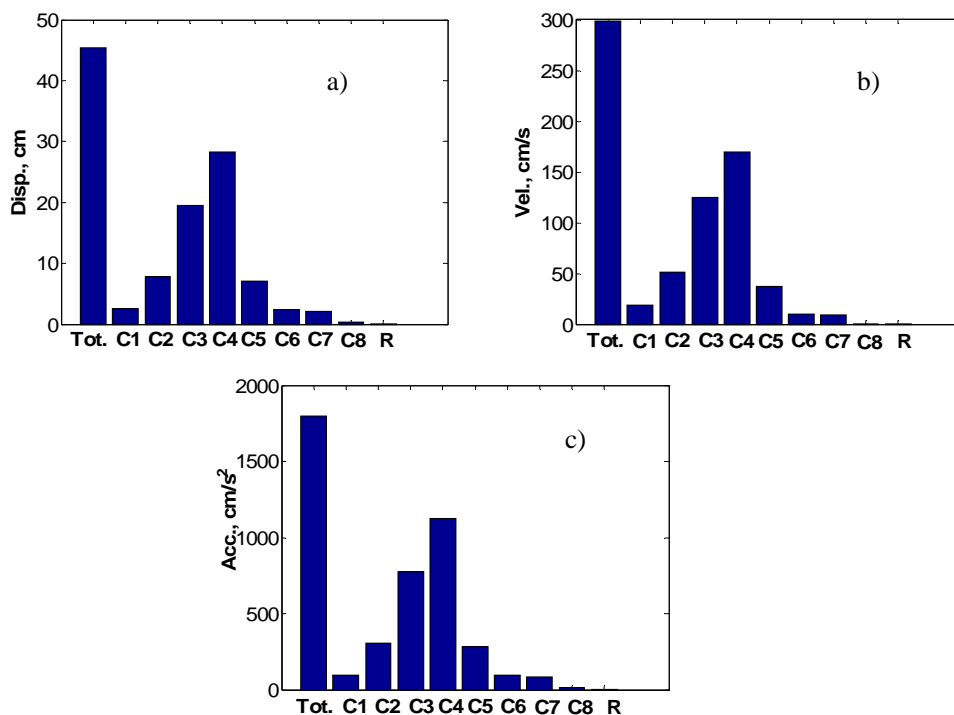 50
40
30
20
10
0
Disp., cm
a)
Tot. C1 C2 C3 C4 C5 C6 C7 C8 R
300
250
200
150
100
50
0
Vel., cm/s
b)
Tot. C1 C2 C3 C4 C5 C6 C7 C8 R
2000
1500
1000
500
0
Acc., cm/s²
c)
Tot. C1 C2 C3 C4 C5 C6 C7 C8 R